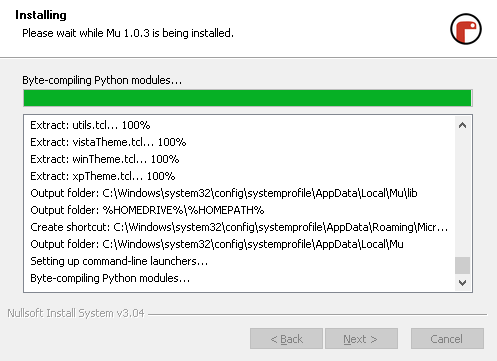 Installing
Please wait while Mu 1.0.3 is being installed.
Byte-compiling Python modules...
Extract: utils.tcl... 100%
Extract: vistaTheme.tcl... 100%
Extract: winTheme.tcl... 100%
Extract: xpTheme.tcl... 100%
Output folder: C:\Windows\system32\config\systemprofile\AppData\Local\Mu\lib
Output folder: %HOMEDRIVE%\%HOMEPATH%
Create shortcut: C:\Windows\system32\config\systemprofile\AppData\Roaming\Micr...
Output folder: C:\Windows\system32\config\systemprofile\AppData\Local\Mu
Setting up command-line launchers...
Byte-compiling Python modules...
Nullsoft Install System v3.04
< Back Next > Cancel